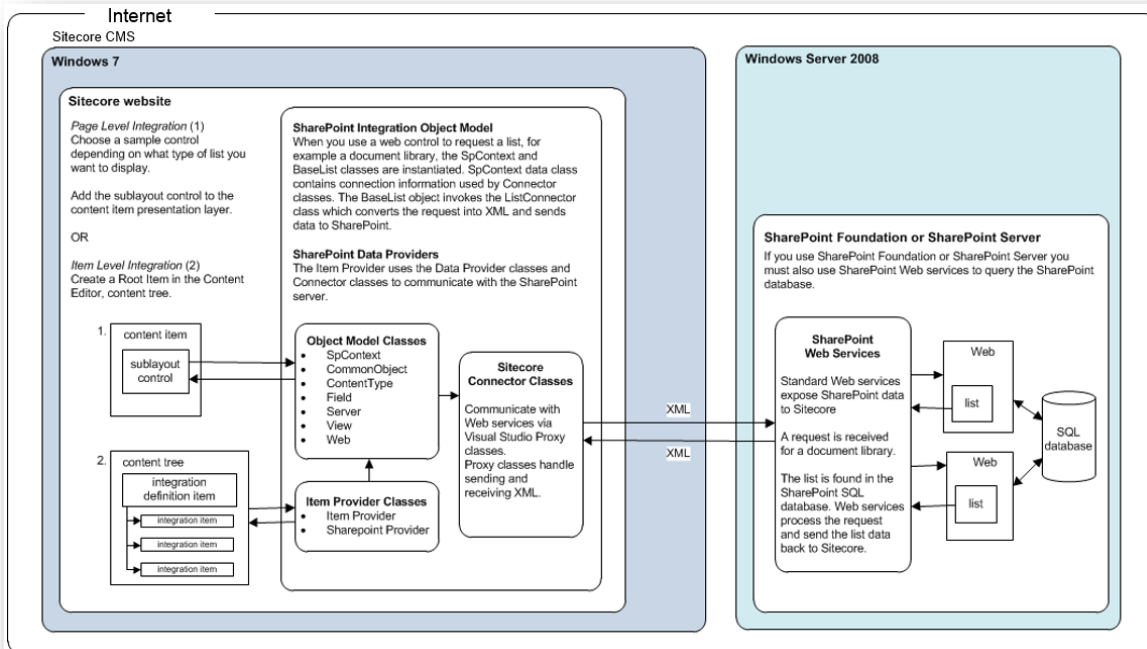 Internet
Sitecore CMS
Windows 7
Sitecore website
Page Level Integration (1)
Choose a sample control
depending on what type of list you
want to display.
Add the sublayout control to the
content item presentation layer.
OR
Item Level Integration (2)
Create a Root Item in the Content
Editor, content tree.
SharePoint Integration Object Model
When you use a web control to request a list, for
example a document library, the SpContext and
BaseList classes are instantiated. SpContext data class
contains connection information used by Connector
classes. The BaseList object invokes the ListConnector
class which converts the request into XML and sends
data to SharePoint.
SharePoint Data Providers
The Item Provider uses the Data Provider classes and
Connector classes to communicate with the SharePoint
server.
1.
content item
sublayout
control
Object Model Classes
• SpContext
• CommonObject
• ContentType
• Field
• Server
• View
• Web
2.
content tree
integration
definition item
integration item
integration item
integration item
Item Provider Classes
• Item Provider
• Sharepoint Provider
Sitecore
Connector Classes
Communicate with
Web services via
Visual Studio Proxy
classes.
Proxy classes handle
sending and
receiving XML.
XML
XML
Windows Server 2008
SharePoint Foundation or SharePoint Server
If you use SharePoint Foundation or SharePoint Server you
must also use SharePoint Web services to query the SharePoint
database.
SharePoint
Web Services
Standard Web services
expose SharePoint data
to Sitecore
A request is received
for a document library.
The list is found in the
SharePoint SQL
database. Web services
process the request
and send the list data
back to Sitecore.
Web
list
Web
list
SQL
database